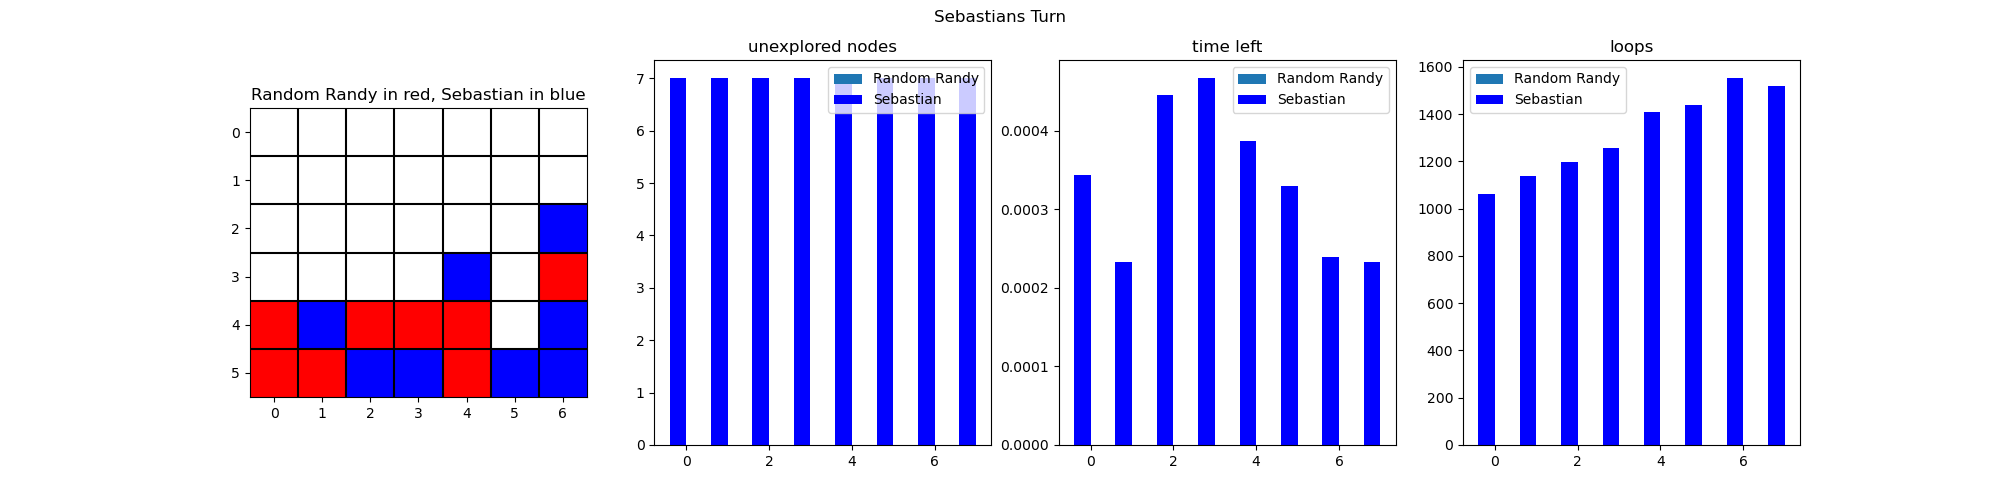 Sebastians Turn
Random Randy in red, Sebastian in blue
0
1
2
3
4
5
0 1 2 3 4 5 6
unexplored nodes
Random Randy
Sebastian
7
6
5
4
3
2
1
0
0 2 4 6
time left
Random Randy
Sebastian
0.0004
0.0003
0.0002
0.0001
0.0000
0 2 4 6
loops
Random Randy
Sebastian
1600
1400
1200
1000
800
600
400
200
0
0 2 4 6